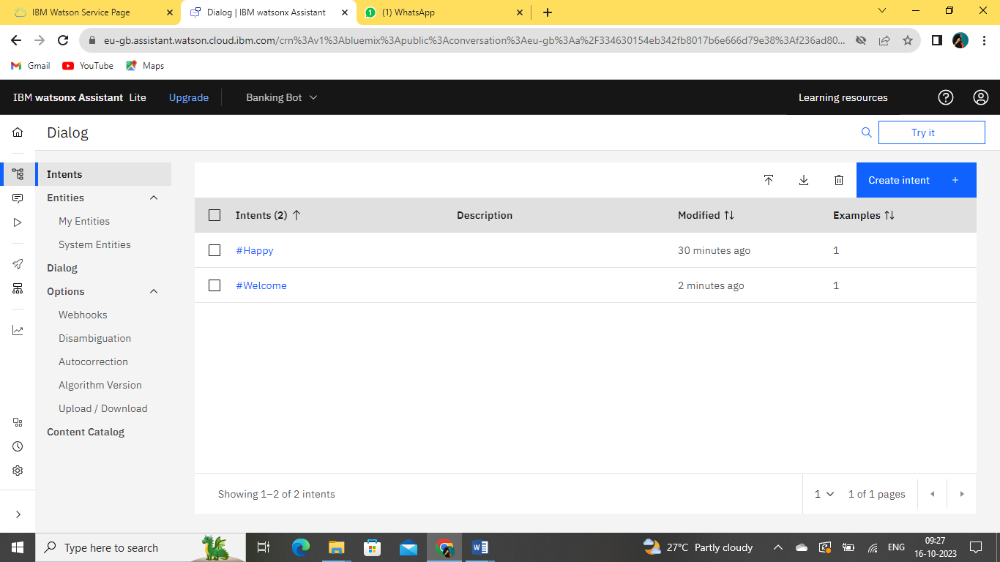 IBM Watson Service Page
Dialog | IBM watsonx Assistant
(1) WhatsApp
eu-gb.assistant.watson.cloud.ibm.com/crn%3Av1%3Abluemix%3Apublic%3Aconversation%3Aeu-gb%3Aa%2F334630154eb342fb8017b6e666d79e38%3Af236ad80...
Gmail YouTube Maps
IBM watsonx Assistant Lite Upgrade Banking Bot Learning resources
Dialog Try it
Intents
Entities
My Entities
System Entities
Dialog
Options
Webhooks
Disambiguation
Autocorrection
Algorithm Version
Upload / Download
Content Catalog
Create intent +
Intents (2) Description Modified Examples
#Happy 30 minutes ago 1
#Welcome 2 minutes ago 1
Showing 1–2 of 2 intents 1 1 of 1 pages
Type here to search 27°C Partly cloudy ENG 09:27
16-10-2023